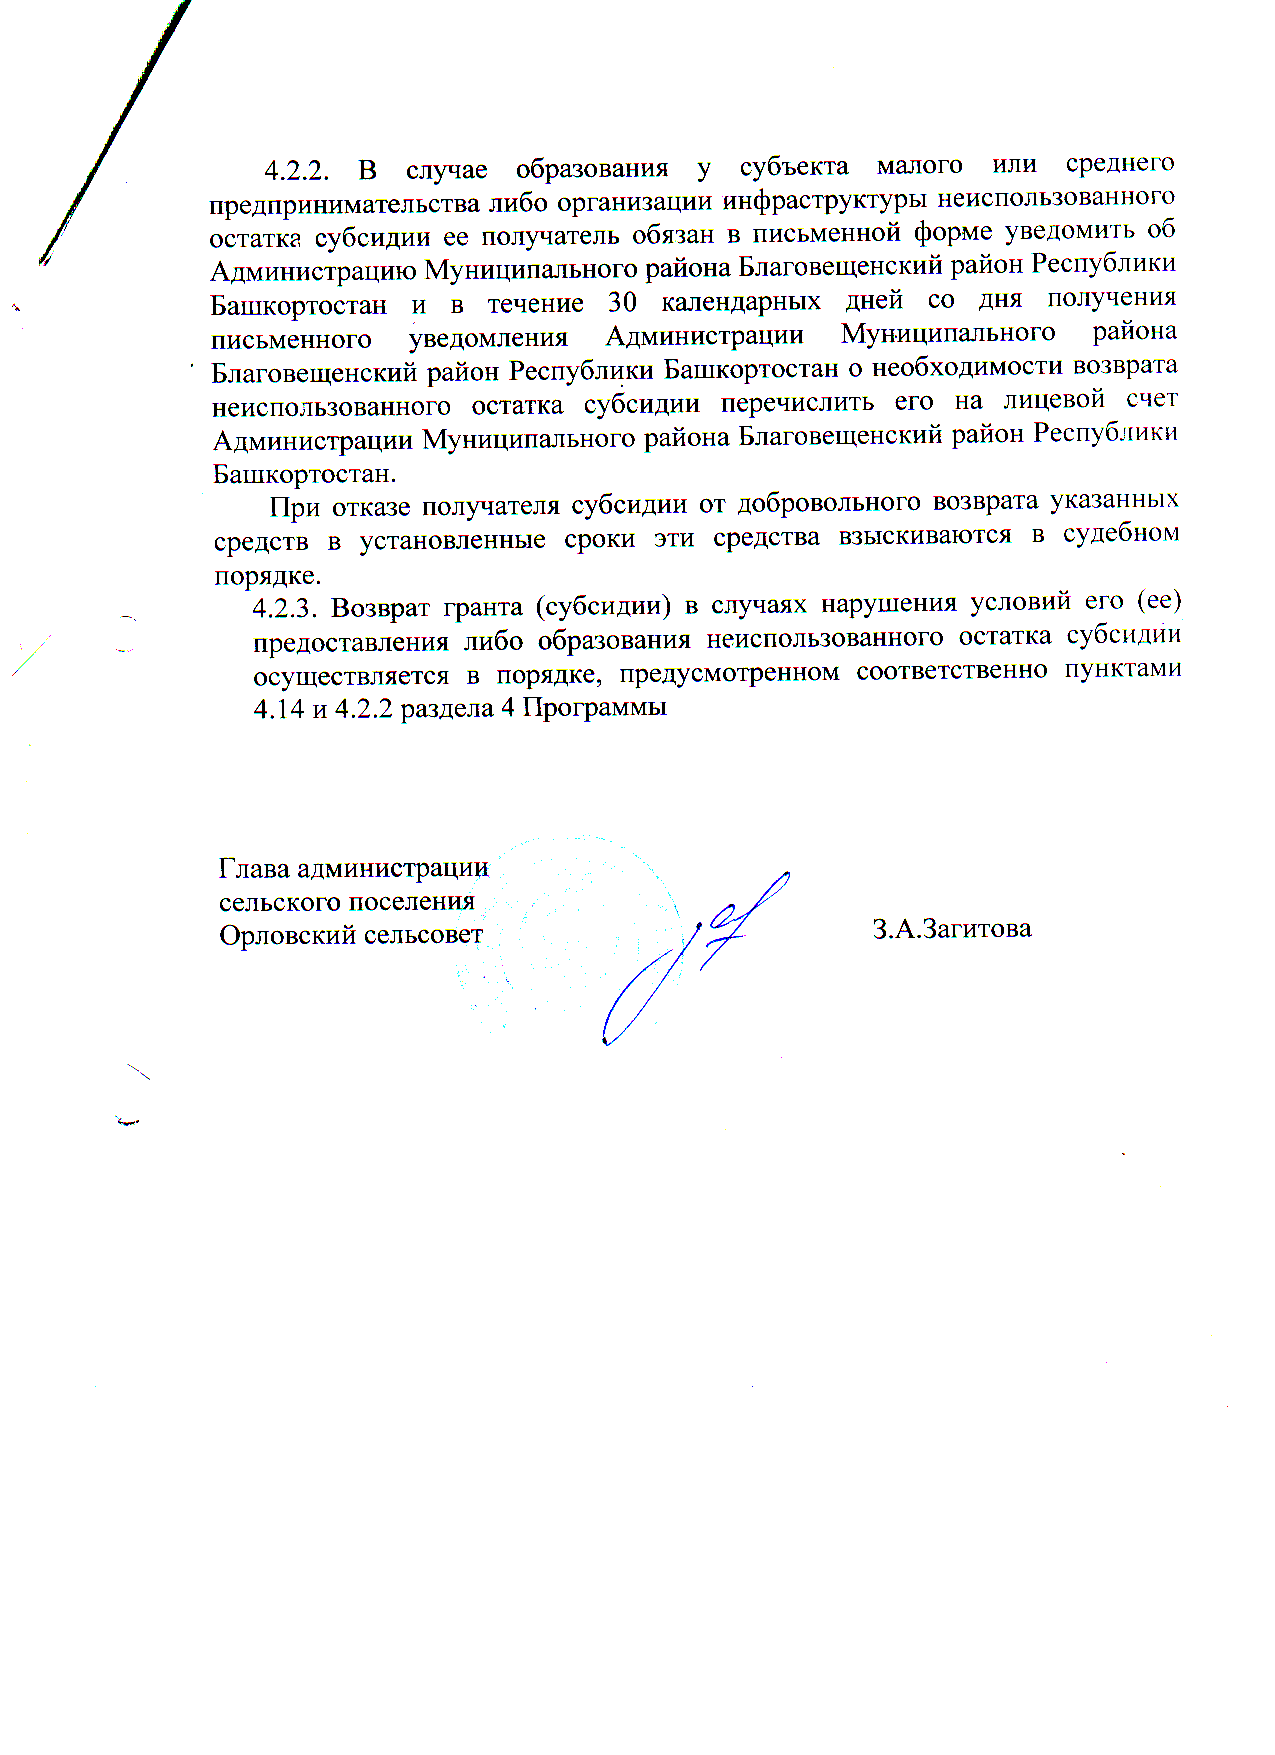 4.2.2. В случае образования у субъекта малого или среднего
предпринимательства либо организации инфраструктуры неиспользованного
остатка субсидии ее получатель обязан в письменной форме уведомить об
Администрацию Муниципального района Благовещенский район Республики
Башкортостан и в течение 30 календарных дней со дня получения
письменного уведомления Администрации Муниципального района
Благовещенский район Республики Башкортостан о необходимости возврата
неиспользованного остатка субсидии перечислить его на лицевой счет
Администрации Муниципального района Благовещенский район Республики
Башкортостан.
При отказе получателя субсидии от добровольного возврата указанных
средств в установленные сроки эти средства взыскиваются в судебном
порядке.
4.2.3. Возврат гранта (субсидии) в случаях нарушения условий его (ее)
предоставления либо образования неиспользованного остатка субсидии
осуществляется в порядке, предусмотренном соответственно пунктами
4.14 и 4.2.2 раздела 4 Программы
Глава администрации
сельского поселения
Орловский сельсовет З.А.Загитова